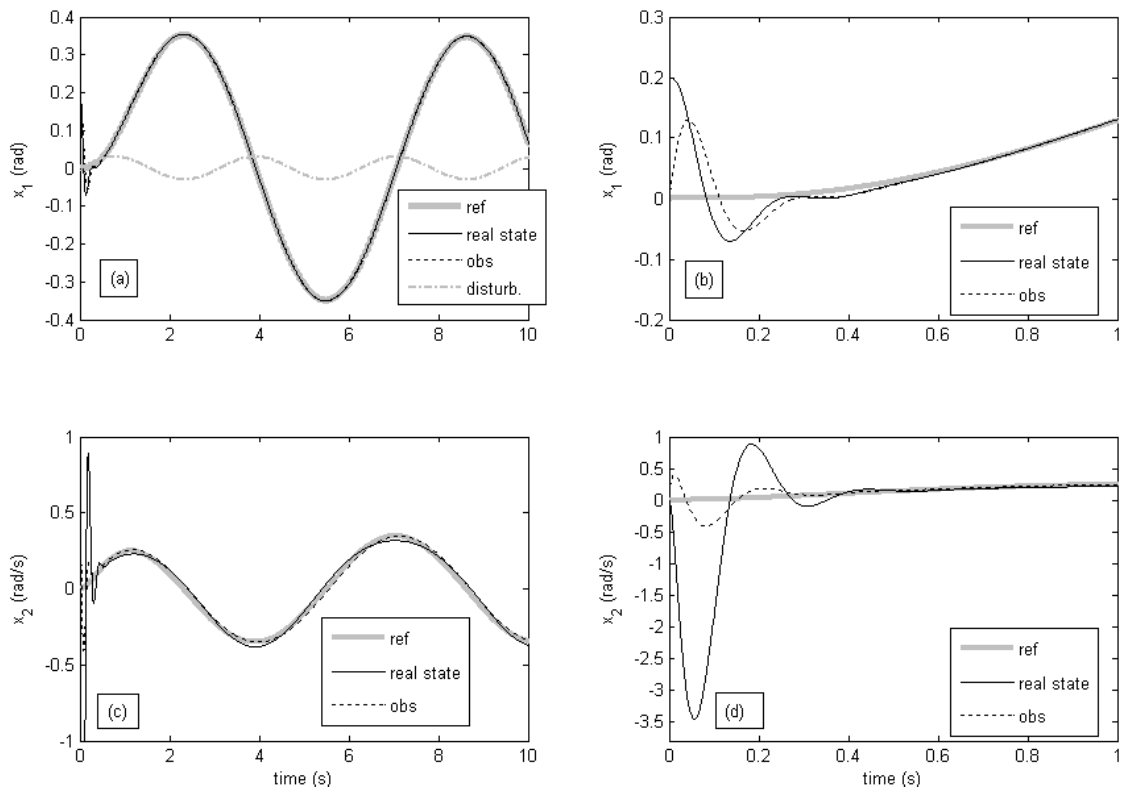 0.4
0.3
0.2
0.1
0
-0.1
-0.2
-0.3
-0.4
x1 (rad)
0 2 4 6 8 10
ref
real state
obs
disturb.
(a)
0.4
0.3
0.2
0.1
0
-0.1
-0.2
x1 (rad)
0 0.2 0.4 0.6 0.8 1
ref
real state
obs
(b)
1
0.5
0
-0.5
-1
x2 (rad/s)
0 2 4 6 8 10
time (s)
ref
real state
obs
(c)
1
0.5
0
-0.5
-1
-1.5
-2
-2.5
-3
-3.5
x2 (rad/s)
0 0.2 0.4 0.6 0.8 1
time (s)
ref
real state
obs
(d)